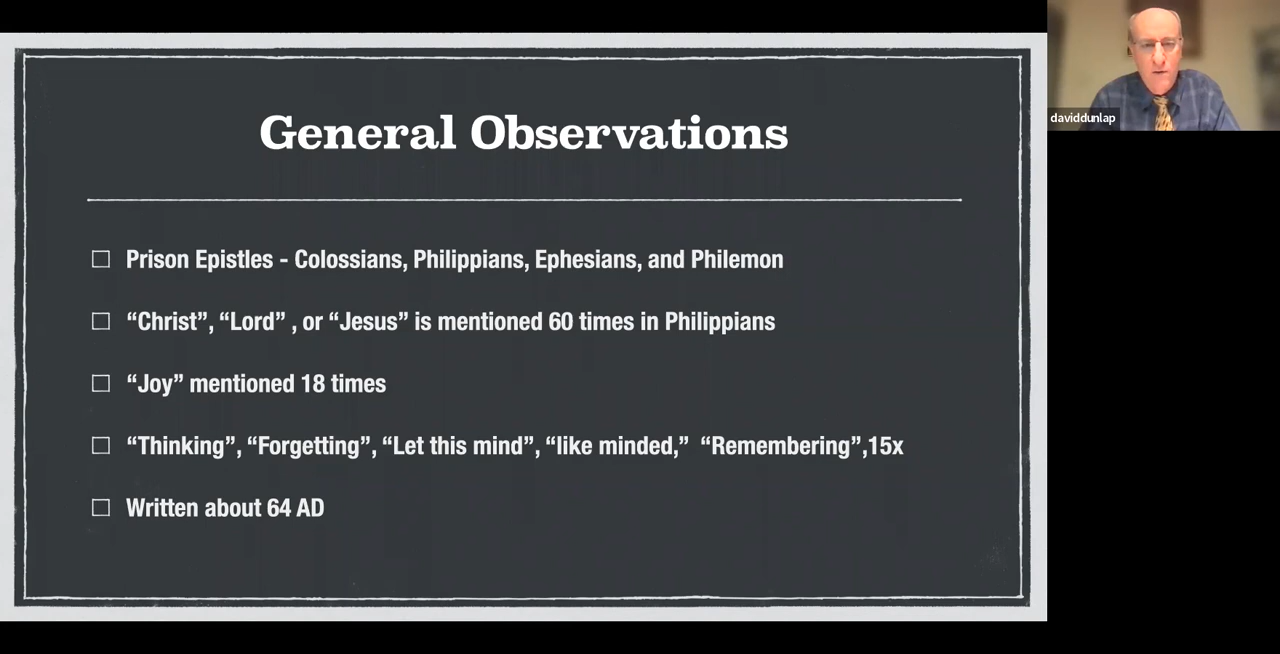 General Observations
Prison Epistles - Colossians, Philippians, Ephesians, and Philemon
“Christ”, “Lord” , or “Jesus” is mentioned 60 times in Philippians
“Joy” mentioned 18 times
“Thinking”, “Forgetting”, “Let this mind”, “like minded,”  “Remembering”,15x
Written about 64 AD
daviddunlap